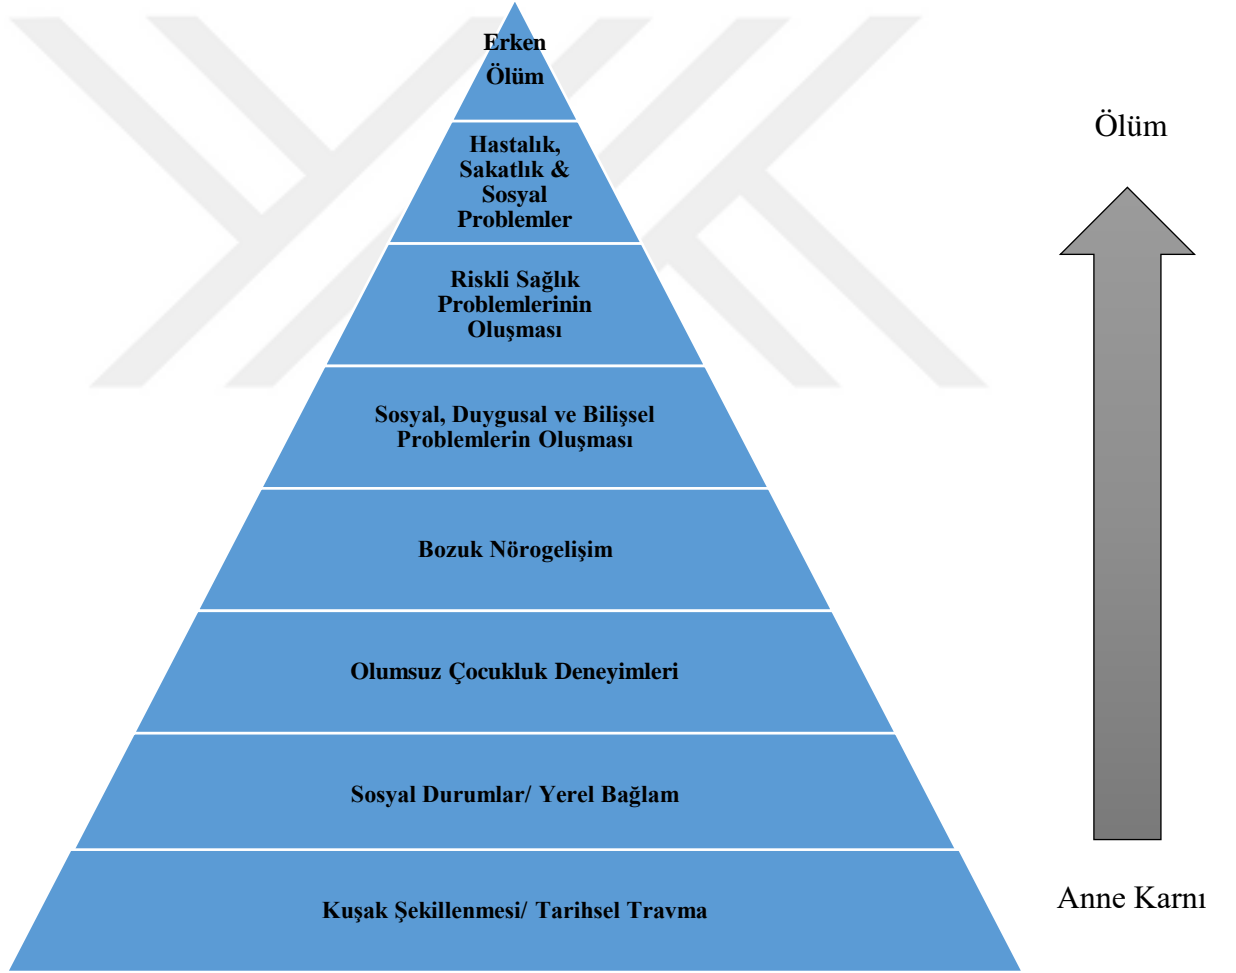 Erken
Ölüm
Ölüm
Hastalık,
Sakatlık &
Sosyal
Problemler
Riskli Sağlık
Problemlerinin
Oluşması
Sosyal, Duygusal ve Bilişsel
Problemlerin Oluşması
Bozuk Nörogelişim
Olumsuz Çocukluk Deneyimleri
Sosyal Durumlar/ Yerel Bağlam
Kuşak Şekillenmesi/ Tarihsel Travma
Anne Karnı